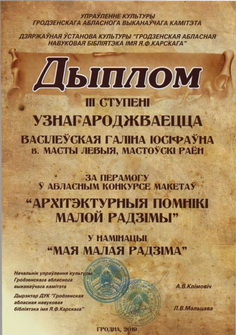 УПРАЎЛЕННЕ КУЛЬТУРЫ
ГРОДЗЕНСКАГА АБЛАСНОГА ВЫКАНАЎЧАГА КАМІТЭТА
ДЗЯРЖАЎНАЯ ЎСТАНОВА КУЛЬТУРЫ "ГРОДЗЕНСКАЯ АБЛАСНАЯ
НАВУКОВАЯ БІБЛІЯТЭКА ІМЯ Я.Ф.КАРСКАГА"
ДЫПЛОМ
III СТУПЕНІ
УЗНАГАРОДЖВАЕЦЦА
ВАСІЛЕЎСКАЯ ГАЛІНА ІОСІФАЎНА
в. МАСТЫ ЛЕВЫЯ, МАСТОЎСКІ РАЁН
ЗА ПЕРАМОГУ
Ў АБЛАСНЫМ КОНКУРСЕ МАКЕТАЎ
"АРХІТЭКТУРНЫЯ ПОМНІКІ
МАЛОЙ РАДЗІМЫ"
У НАМІНАЦЫІ
"МАЯ МАЛАЯ РАДЗІМА"
Начальнік упраўлення культуры
Гродзенскага абласнога
выканаўчага камітэта
А.В.Клімовіч
Дырэктар ДУК "Гродзенская
абласная навуковая
бібліятэка імя Я.Ф.Карскага"
Л.В.Мальцава
ГРОДНА, 2010